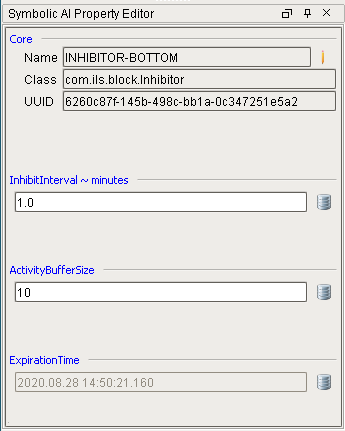 Symbolic AI Property Editor
Core
Name INHIBITOR-BOTTOM
Class com.ils.block.Inhibitor
UUID 6260c87f-145b-498c-bb1a-0c347251e5a2
InhibitInterval ~ minutes
1.0
ActivityBufferSize
10
ExpirationTime
2020.08.28 14:50:21.160